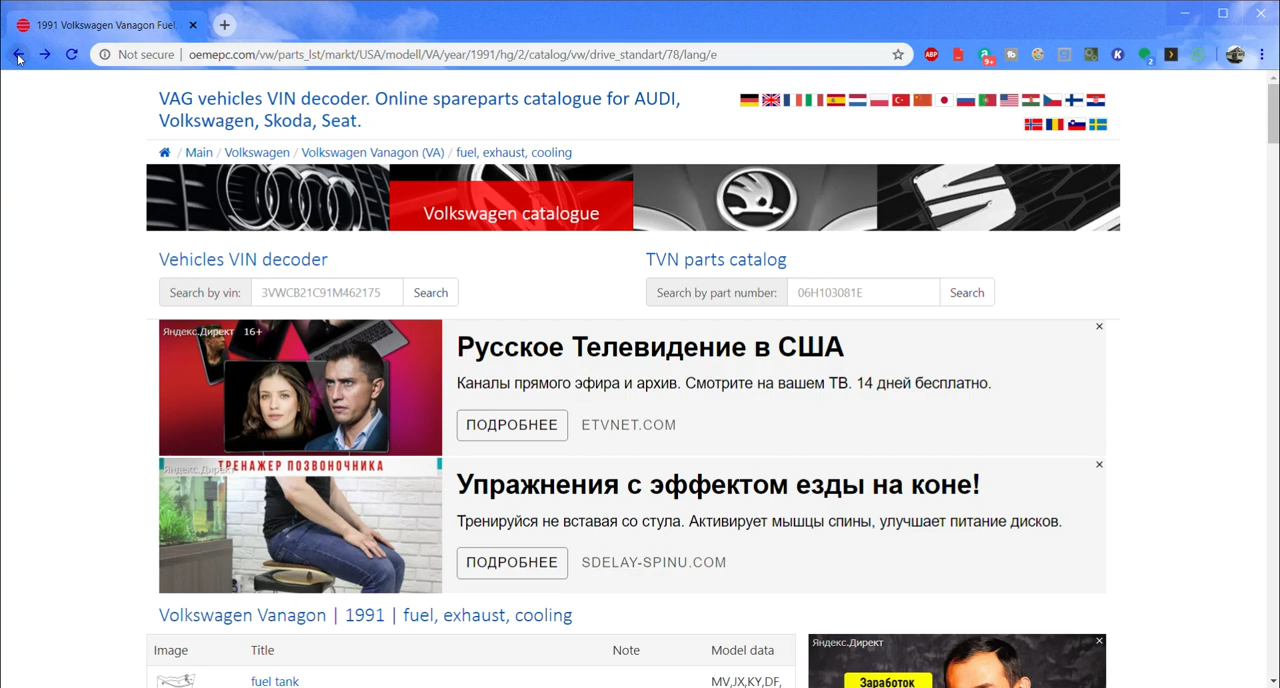 1991 Volkswagen Vanagon Fuel,
Not secure
oemepc.com/vw/parts_lst/markt/USA/modell/VA/year/1991/hg/2/catalog/vw/drive_standart/78/lang/e
ABP
9+
K
2
VAG vehicles VIN decoder. Online spareparts catalogue for AUDI,
Volkswagen, Skoda, Seat.
/ Main / Volkswagen / Volkswagen Vanagon (VA) / fuel, exhaust, cooling
Volkswagen catalogue
Vehicles VIN decoder
TVN parts catalog
Search by vin: 3VWCB21C91M462175 Search
Search by part number: 06H103081E Search
Яндекс.Директ 16+
Русское Телевидение в США
Каналы прямого эфира и архив. Смотрите на вашем ТВ. 14 дней бесплатно.
ПОДРОБНЕЕ ETVNET.COM
Яндекс.Директ
ТРЕНАЖЕР ПОЗВОНОЧНИКА
Упражнения с эффектом езды на коне!
Тренируйся не вставая со стула. Активирует мышцы спины, улучшает питание дисков.
ПОДРОБНЕЕ SDELAY-SPINU.COM
Volkswagen Vanagon | 1991 | fuel, exhaust, cooling
Image Title Note Model data
fuel tank MV,JX,KY,DF,
Яндекс.Директ
Заработок